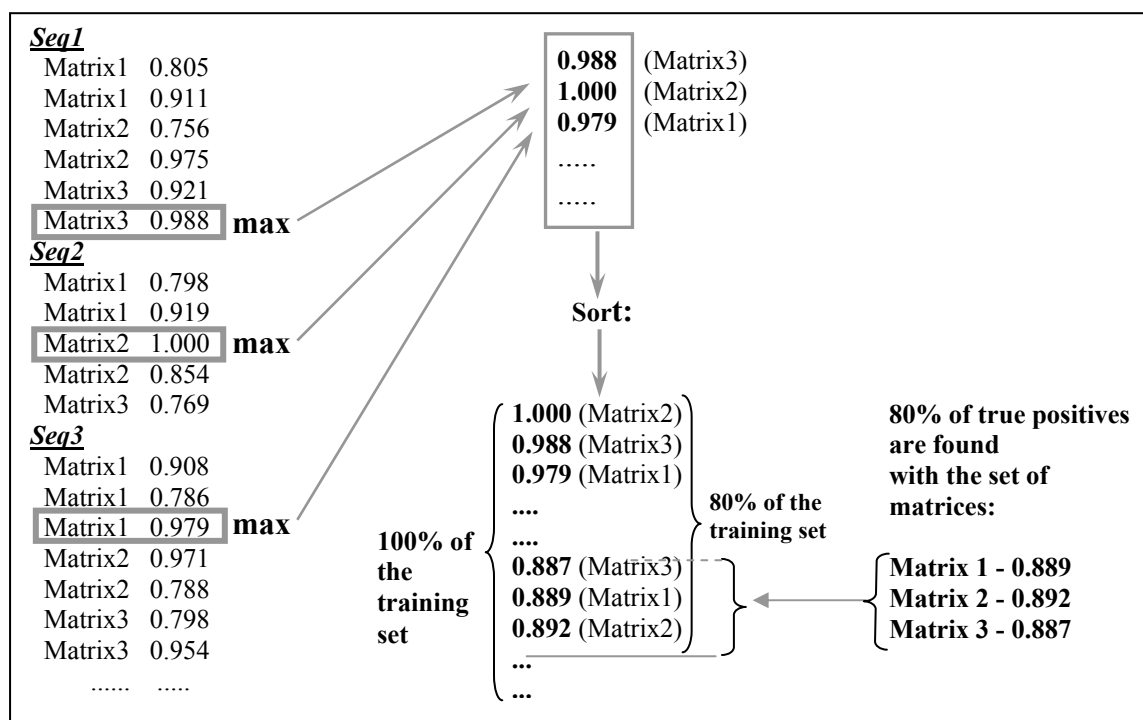 Seq1
Matrix1 0.805
Matrix1 0.911
Matrix2 0.756
Matrix2 0.975
Matrix3 0.921
Matrix3 0.988 max
Seq2
Matrix1 0.798
Matrix1 0.919
Matrix2 1.000 max
Matrix2 0.854
Matrix3 0.769
Seq3
Matrix1 0.908
Matrix1 0.786
Matrix1 0.979 max
Matrix2 0.971
Matrix2 0.788
Matrix3 0.798
Matrix3 0.954
...... .....
0.988 (Matrix3)
1.000 (Matrix2)
0.979 (Matrix1)
.....
.....
Sort:
100% of
the
training
set
1.000 (Matrix2)
0.988 (Matrix3)
0.979 (Matrix1)
....
....
0.887 (Matrix3)
0.889 (Matrix1)
0.892 (Matrix2)
...
...
80% of the
training set
80% of true positives
are found
with the set of
matrices:
Matrix 1 - 0.889
Matrix 2 - 0.892
Matrix 3 - 0.887